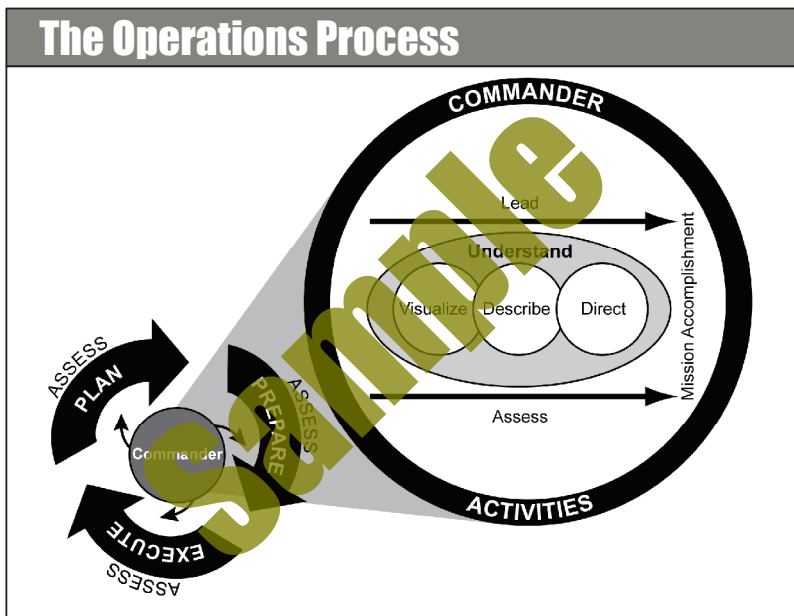 The Operations Process
COMMANDER
Lead
Understand
Visualize Describe Direct
Mission Accomplishment
Assess
ACTIVITIES
ASSESS
PLAN
ASSESS
PREPARE
Commander
EXECUTE
ASSESS
Sample